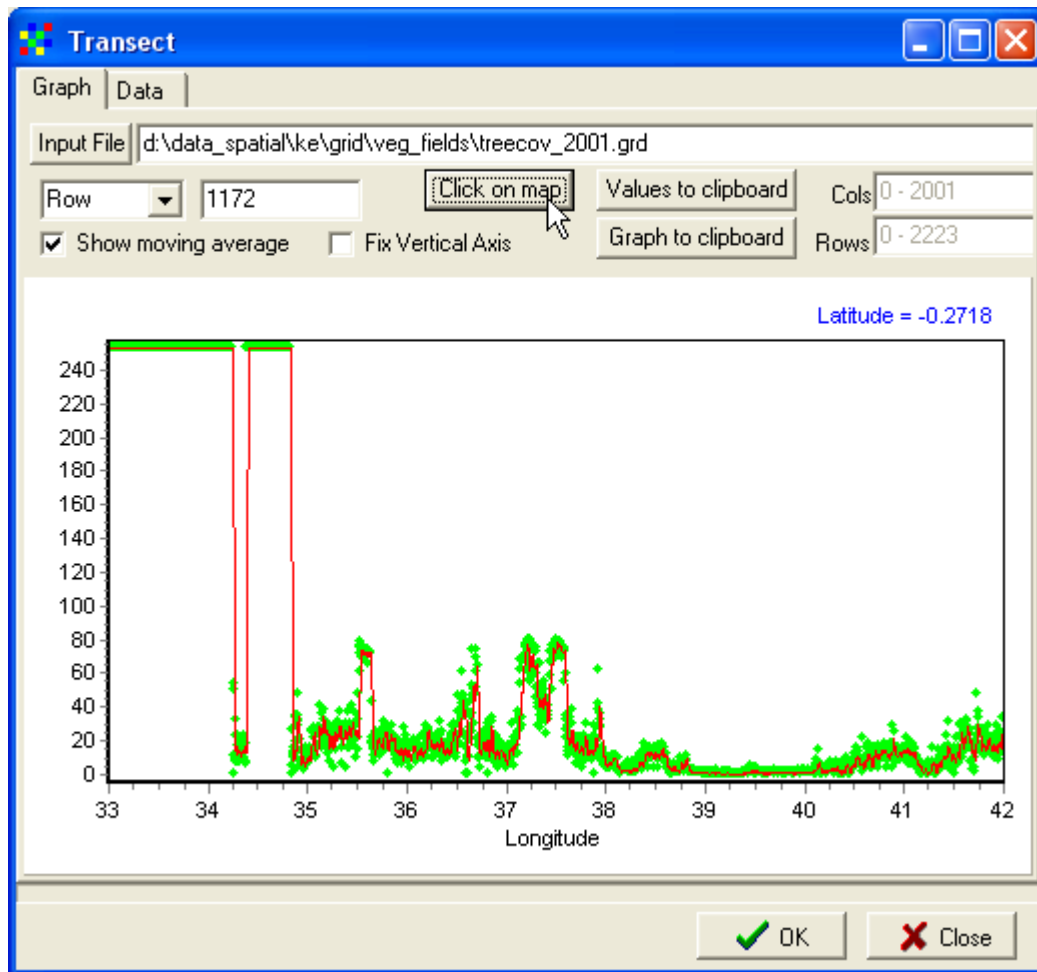 Transect
Graph Data
Input File d:\data_spatial\ke\grid\veg_fields\treecov_2001.grd
Row 1172 Click on map Values to clipboard Cols 0 - 2001
Show moving average Fix Vertical Axis Graph to clipboard Rows 0 - 2223
Latitude = -0.2718
240
220
200
180
160
140
120
100
80
60
40
20
0
33 34 35 36 37 38 39 40 41 42
Longitude
OK Close